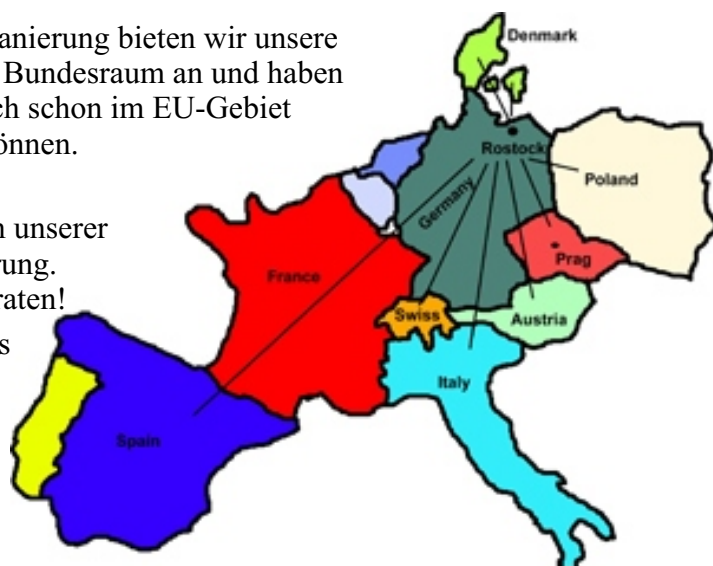 anierung bieten wir unsere
Bundesraum an und haben
ch schon im EU-Gebiet
önnen.
n unserer
rung.
raten!
s
Denmark
Rostock
Poland
Germany
Prag
France
Swiss
Austria
Italy
Spain